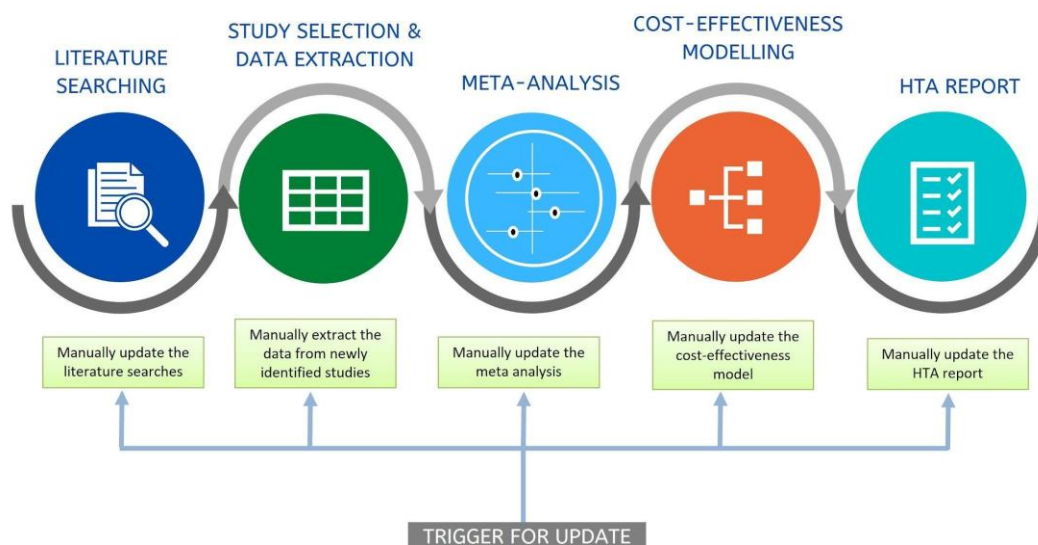 LITERATURE
SEARCHING
STUDY SELECTION &
DATA EXTRACTION
META-ANALYSIS
COST-EFFECTIVENESS
MODELLING
HTA REPORT
Manually update the
literature searches
Manually extract the
data from newly
identified studies
Manually update the
meta analysis
Manually update the
cost-effectiveness
model
Manually update the
HTA report
TRIGGER FOR UPDATE